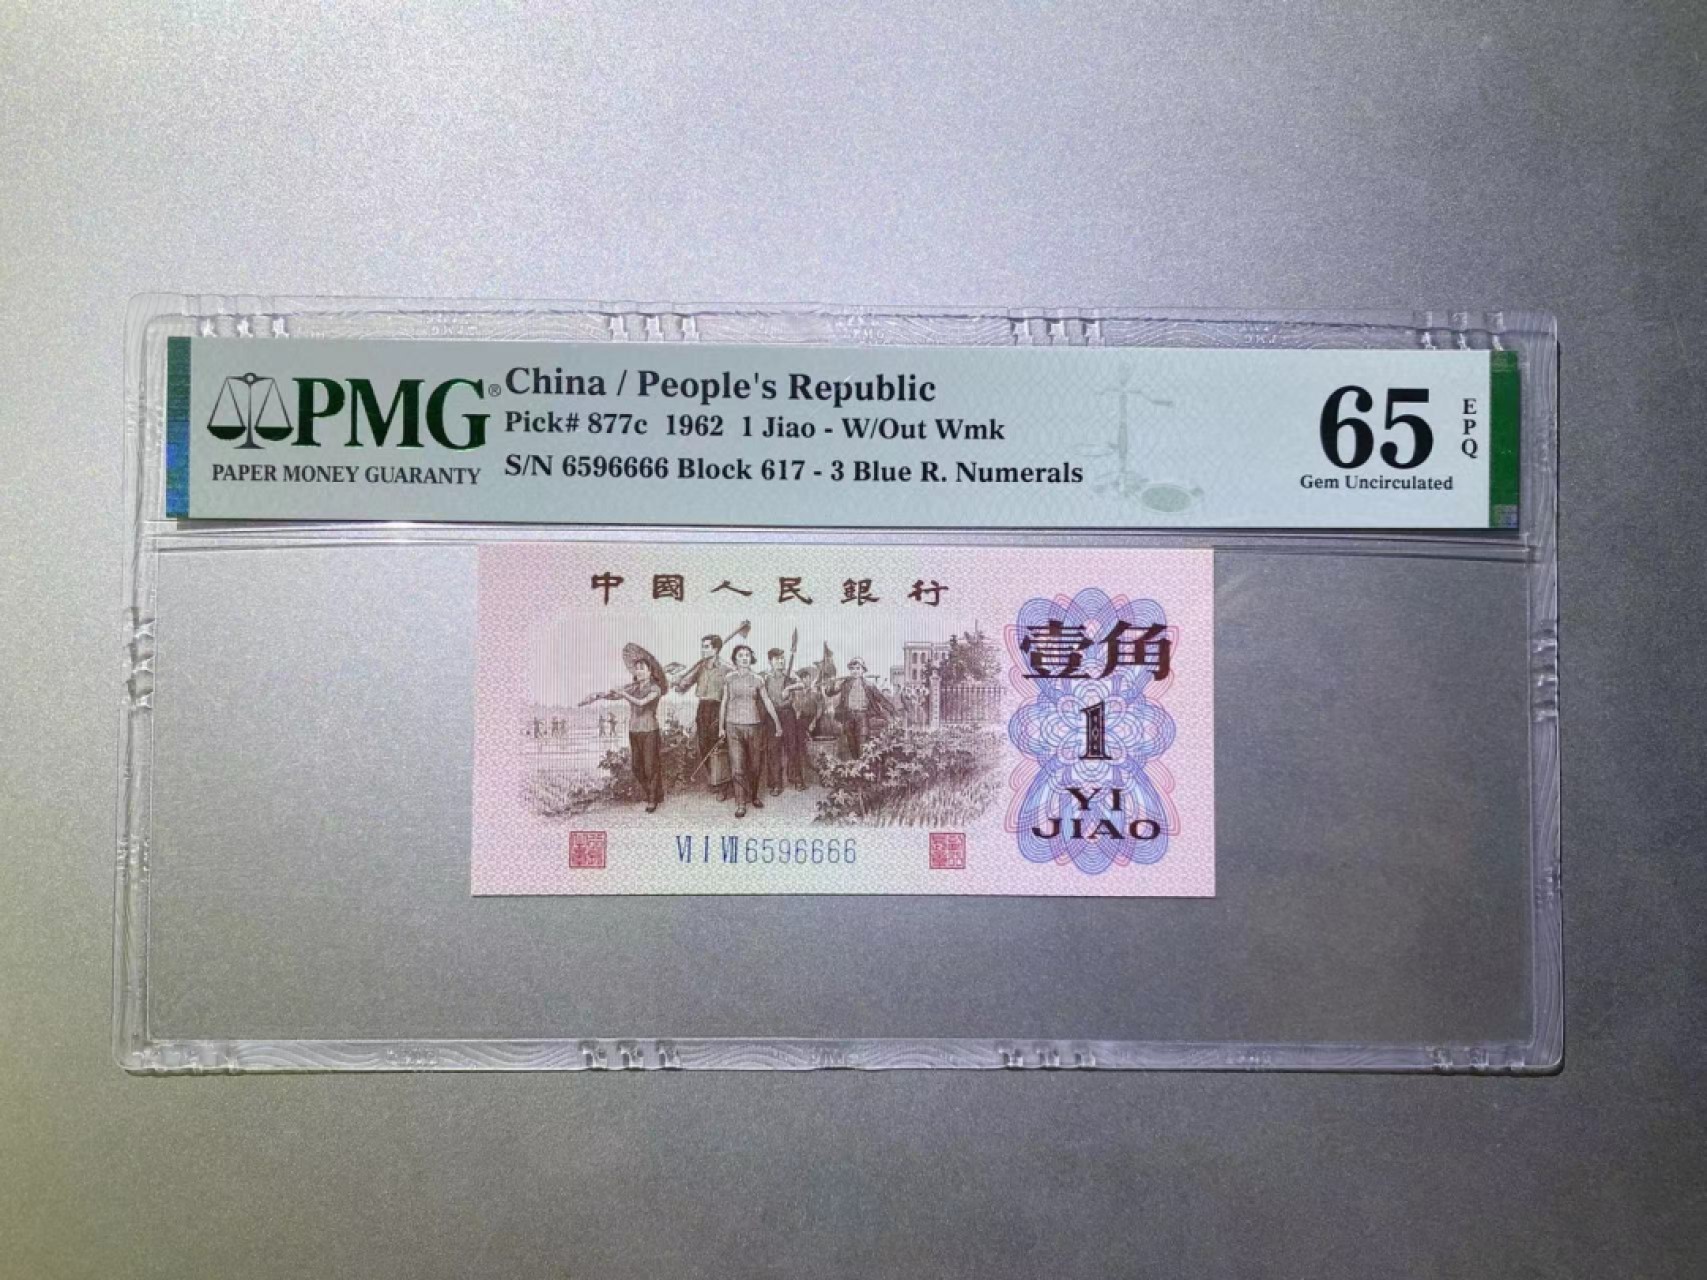 PMG®
PAPER MONEY GUARANTY
China / People's Republic
Pick# 877c 1962 1 Jiao - W/Out Wmk
S/N 6596666 Block 617 - 3 Blue R. Numerals
65
EPQ
Gem Uncirculated
中國人民銀行
壹角
1
YI
JIAO
VI I VII 6596666